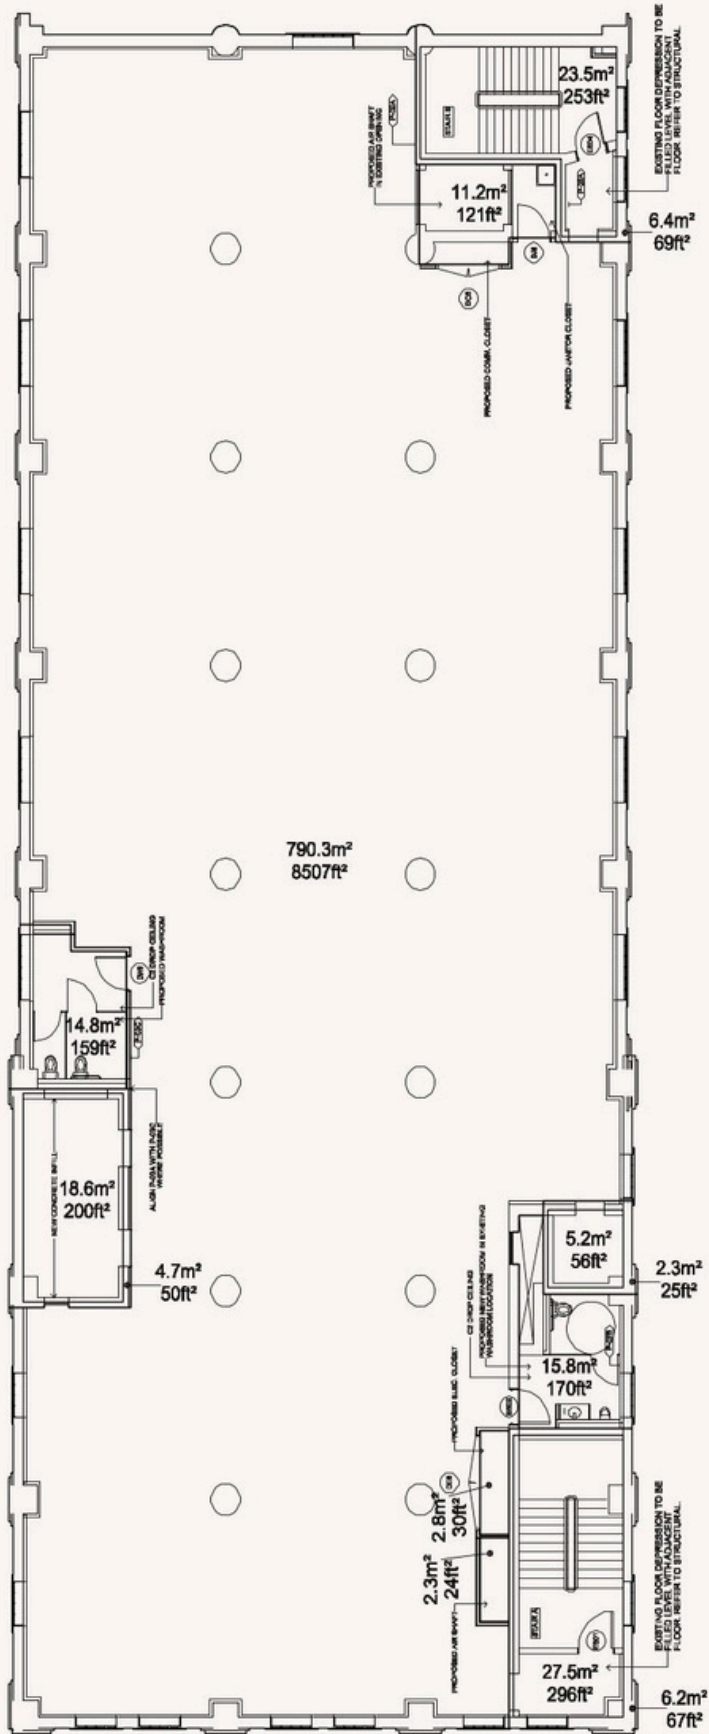 EXISTING FLOOR DEPRESSION TO BE
FILLED LEVEL WITH ADJACENT
FLOOR. REFER TO STRUCTURAL.
23.5m²
253ft²
STAIR B
PROPOSED AIR SHAFT
IN EXISTING OPENING
11.2m²
121ft²
6.4m²
69ft²
PROPOSED COMM. CLOSET
PROPOSED JANITOR CLOSET
790.3m²
8507ft²
C2 DROP CEILING
PROPOSED WASHROOM
14.8m²
159ft²
ALIGN P-03A WITH P-03C
WHERE POSSIBLE
NEW CONCRETE INFILL
18.6m²
200ft²
4.7m²
50ft²
5.2m²
56ft²
2.3m²
25ft²
C2 DROP CEILING
PROPOSED NEW WASHROOM IN EXISTING
WASHROOM LOCATION
15.8m²
170ft²
PROPOSED ELEC. CLOSET
2.8m²
30ft²
2.3m²
24ft²
PROPOSED AIR SHAFT
STAIR A
EXISTING FLOOR DEPRESSION TO BE
FILLED LEVEL WITH ADJACENT
FLOOR. REFER TO STRUCTURAL.
27.5m²
296ft²
6.2m²
67ft²